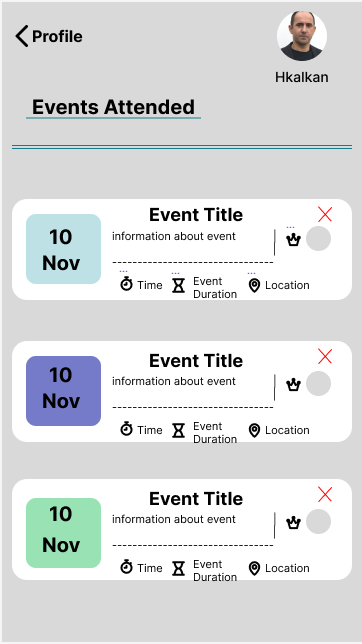 Profile
Hkalkan
Events Attended
10
Nov
Event Title
information about event
...
--------------------------
... ... ...
Time
Event
Duration
Location
10
Nov
Event Title
information about event
--------------------------
Time
Event
Duration
Location
10
Nov
Event Title
information about event
--------------------------
Time
Event
Duration
Location